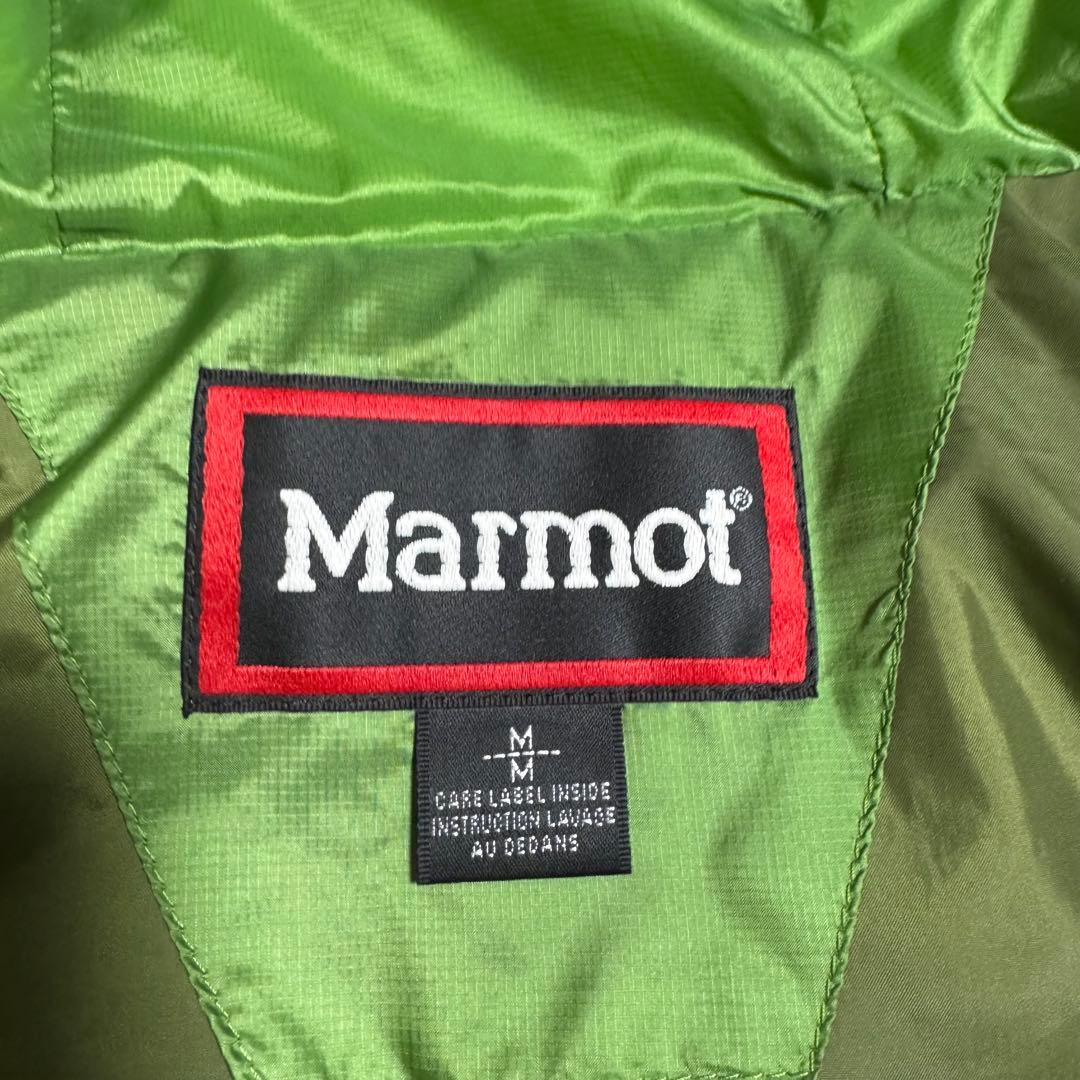 Marmot®
M
M
CARE LABEL INSIDE
INSTRUCTION LAVAGE
AU DEDANS